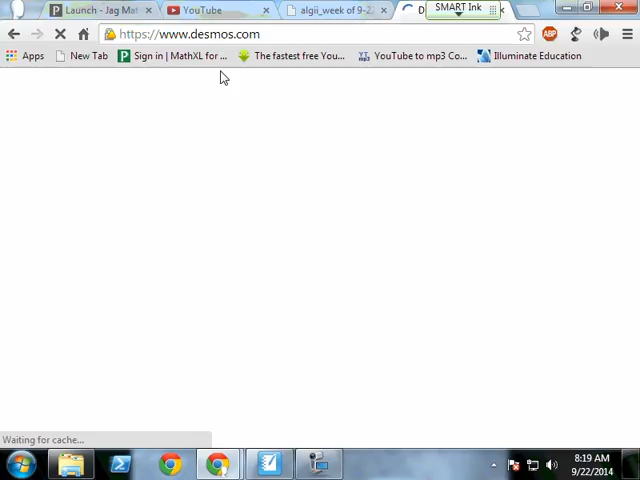 Launch - Jag Mat
YouTube
algii_week of 9-22
D
SMART Ink
https://www.desmos.com
ABP
Apps
New Tab
Sign in | MathXL for ...
The fastest free You...
YouTube to mp3 Co...
Illuminate Education
Waiting for cache...
8:19 AM
9/22/2014